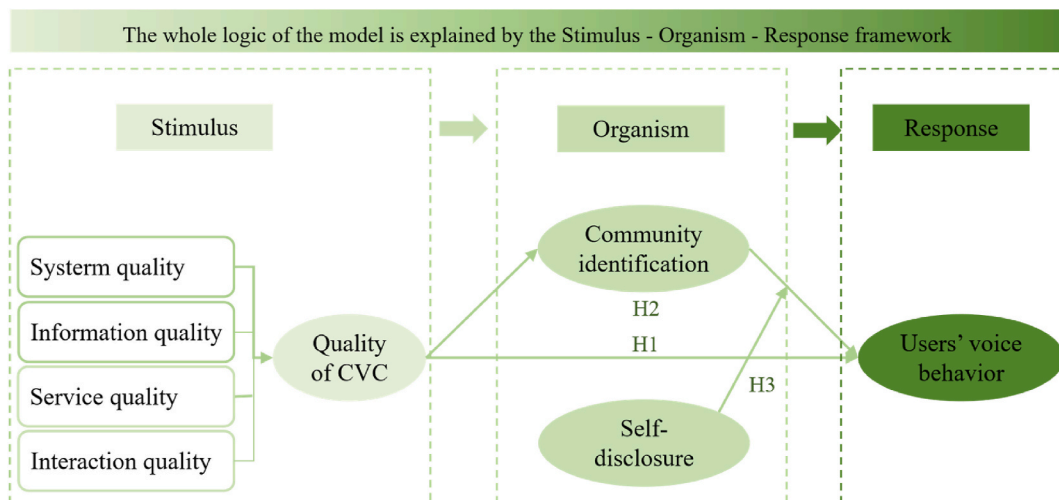 The whole logic of the model is explained by the Stimulus - Organism - Response framework
Stimulus
Organism
Response
Systerm quality
Information quality
Service quality
Interaction quality
Quality
of CVC
Community
identification
H2
H1
H3
Self-
disclosure
Users' voice
behavior